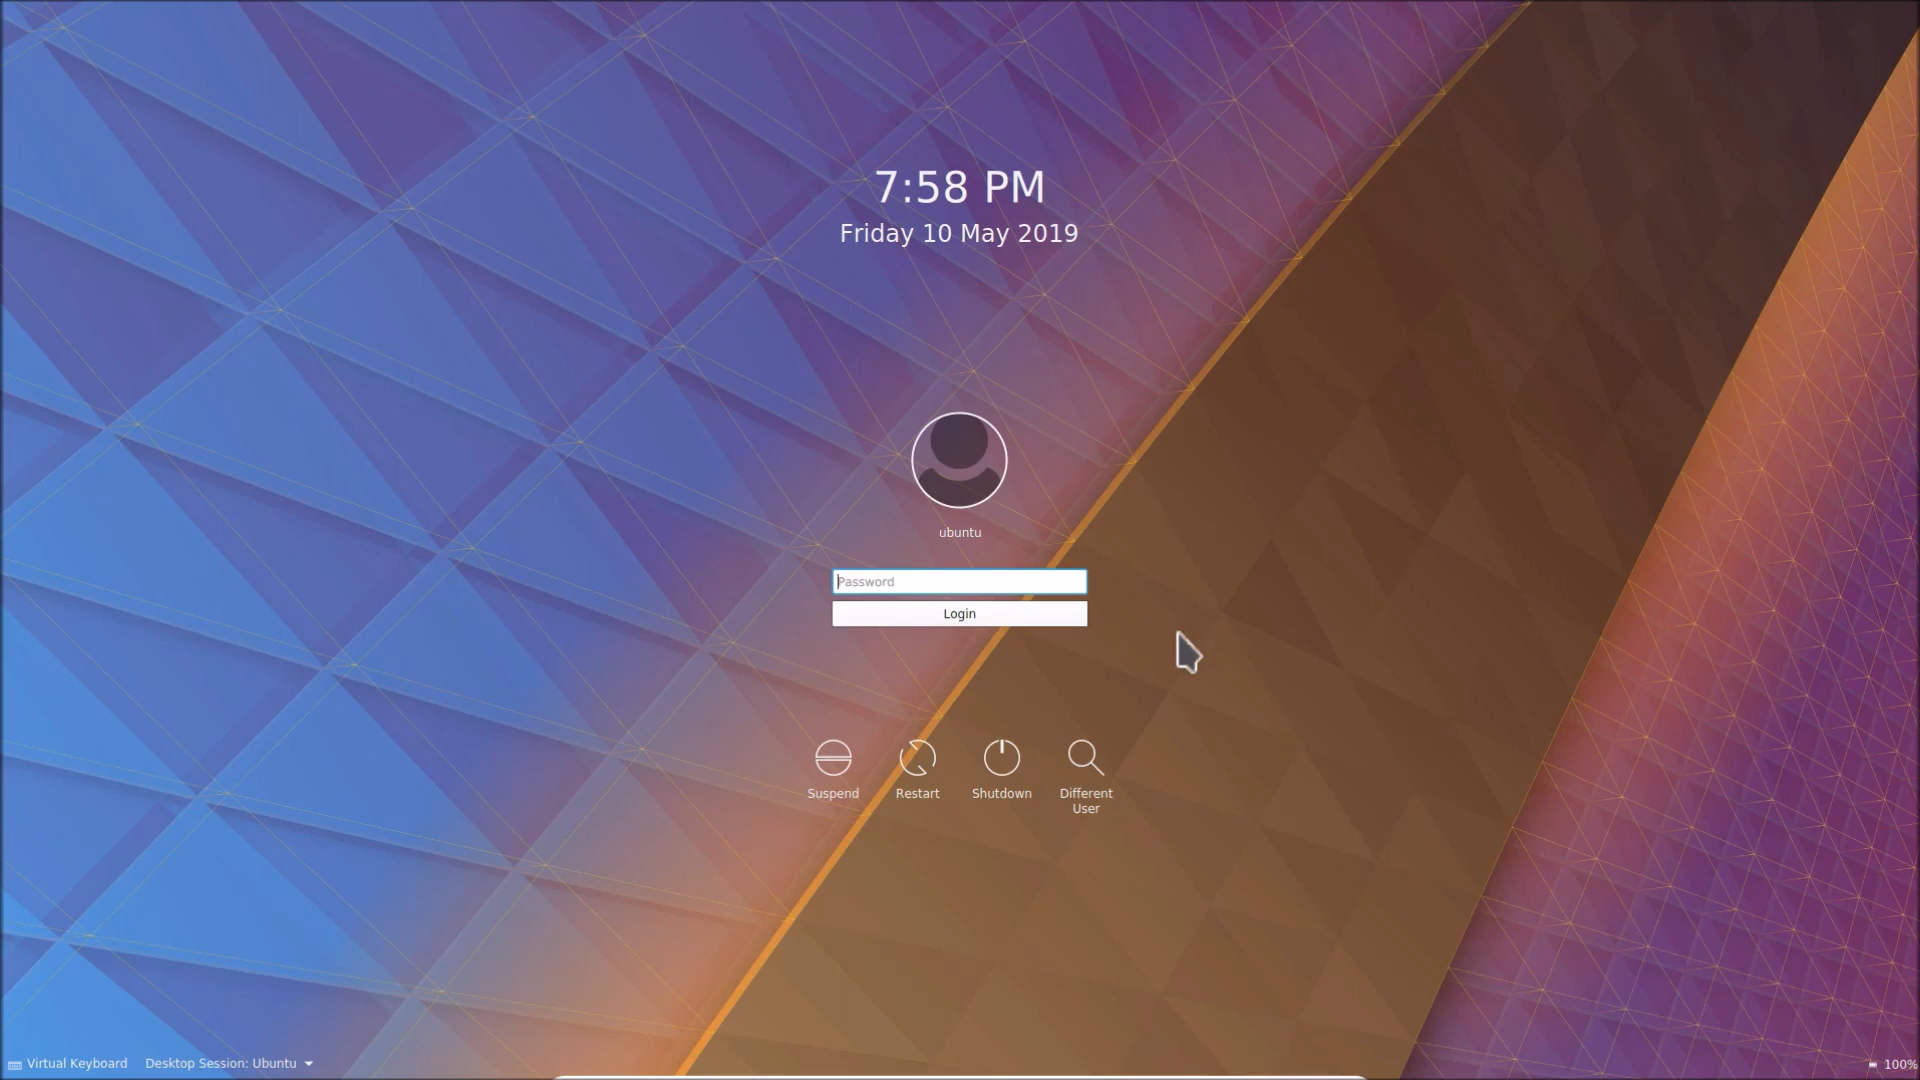 7:58 PM
Friday 10 May 2019
ubuntu
Password
Login
Suspend
Restart
Shutdown
Different
User
Virtual Keyboard
Desktop Session: Ubuntu
100%